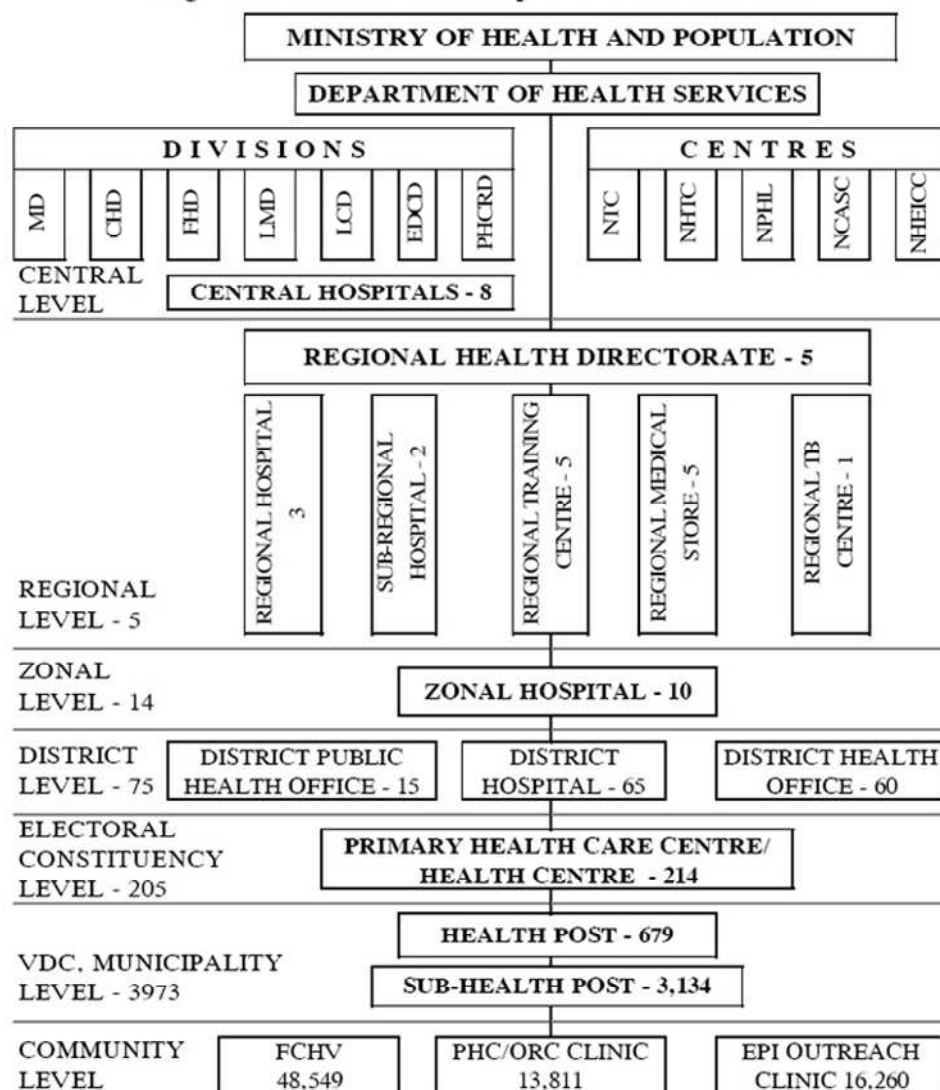 MINISTRY OF HEALTH AND POPULATION
DEPARTMENT OF HEALTH SERVICES
DIVISIONS
MD
CHD
FHD
LMD
LCD
EDCD
PHCRD
CENTRES
NTC
NHTC
NPHL
NCASC
NHEICC
CENTRAL
LEVEL
CENTRAL HOSPITALS - 8
REGIONAL HEALTH DIRECTORATE - 5
REGIONAL HOSPITAL
3
SUB-REGIONAL
HOSPITAL - 2
REGIONAL TRAINING
CENTRE - 5
REGIONAL MEDICAL
STORE - 5
REGIONAL TB
CENTRE - 1
REGIONAL
LEVEL - 5
ZONAL
LEVEL - 14
ZONAL HOSPITAL - 10
DISTRICT
LEVEL - 75
DISTRICT PUBLIC
HEALTH OFFICE - 15
DISTRICT
HOSPITAL - 65
DISTRICT HEALTH
OFFICE - 60
ELECTORAL
CONSTITUENCY
LEVEL - 205
PRIMARY HEALTH CARE CENTRE/
HEALTH CENTRE - 214
VDC, MUNICIPALITY
LEVEL - 3973
HEALTH POST - 679
SUB-HEALTH POST - 3,134
COMMUNITY
LEVEL
FCHV
48,549
PHC/ORC CLINIC
13,811
EPI OUTREACH
CLINIC 16,260